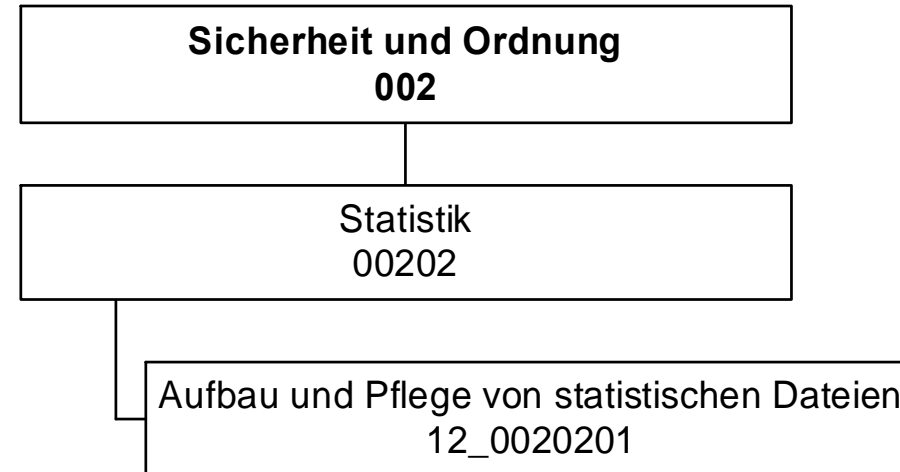 Sicherheit und Ordnung
002
Statistik
00202
Aufbau und Pflege von statistischen Dateien
12_0020201